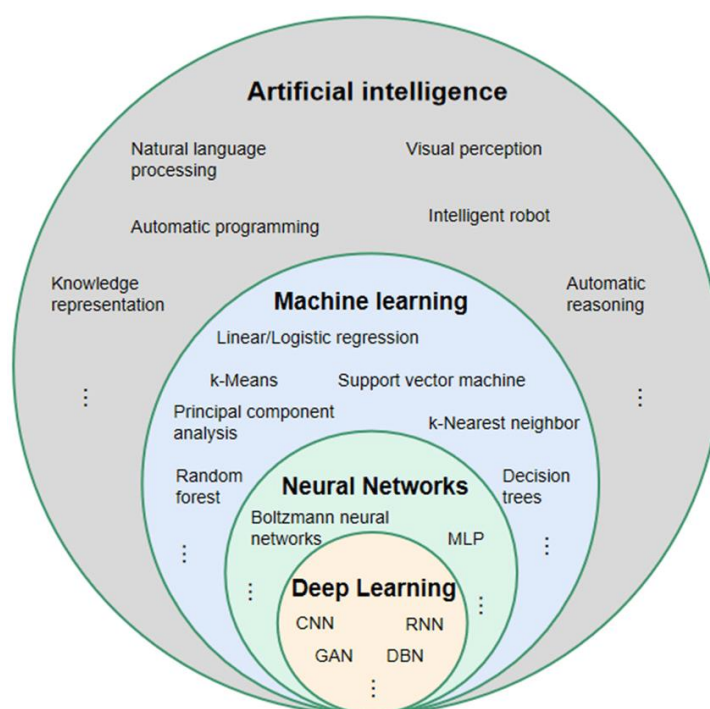 Artificial intelligence
Natural language
processing
Visual perception
Automatic programming
Intelligent robot
Knowledge
representation
Automatic
reasoning
⋮
⋮
Machine learning
Linear/Logistic regression
k-Means
Support vector machine
Principal component
analysis
k-Nearest neighbor
Random
forest
Decision
trees
⋮
⋮
Neural Networks
Boltzmann neural
networks
MLP
⋮
⋮
Deep Learning
CNN
RNN
GAN
DBN
⋮